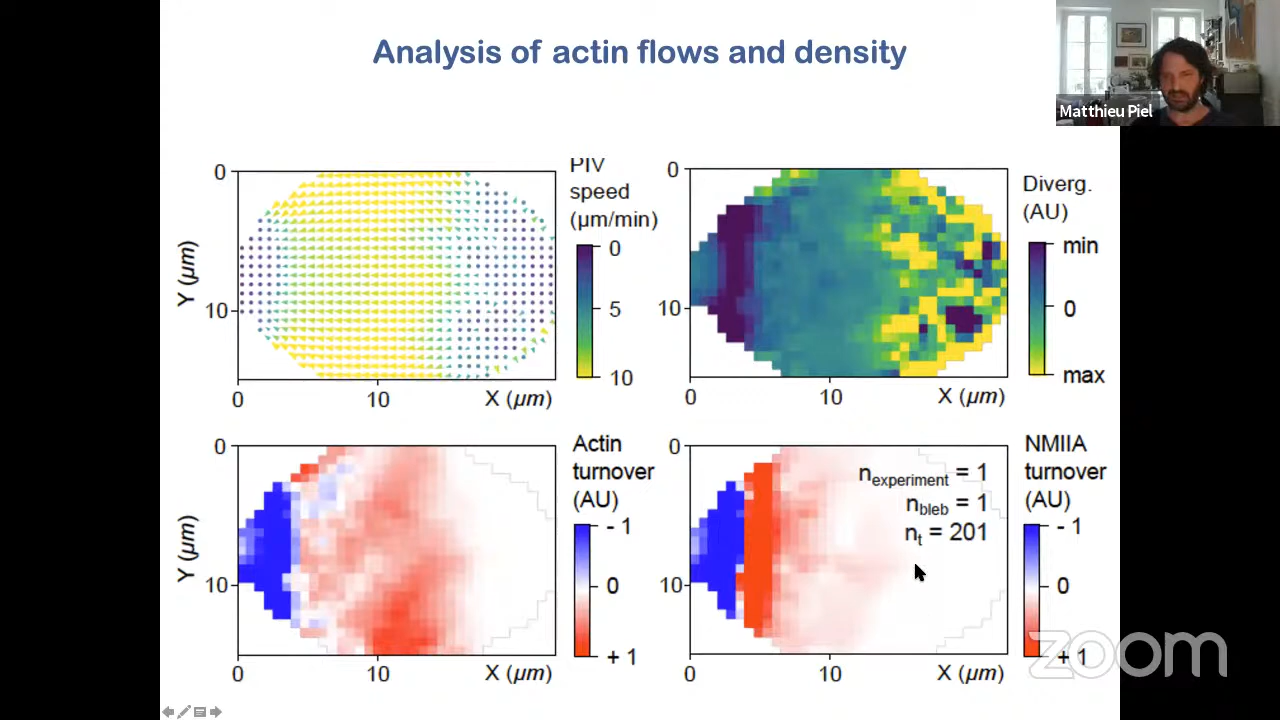 Analysis of actin flows and density
Matthieu Piel
PIV
speed
(μm/min)
0
5
10
0
10
Y (μm)
0
10
X (μm)
Diverg.
(AU)
min
0
max
0
10
0
10
X (μm)
Actin
turnover
(AU)
- 1
0
+ 1
0
10
Y (μm)
0
10
X (μm)
NMIIA
turnover
(AU)
- 1
0
+ 1
n experiment = 1
n bleb = 1
n t = 201
0
10
0
10
X (μm)
zoom